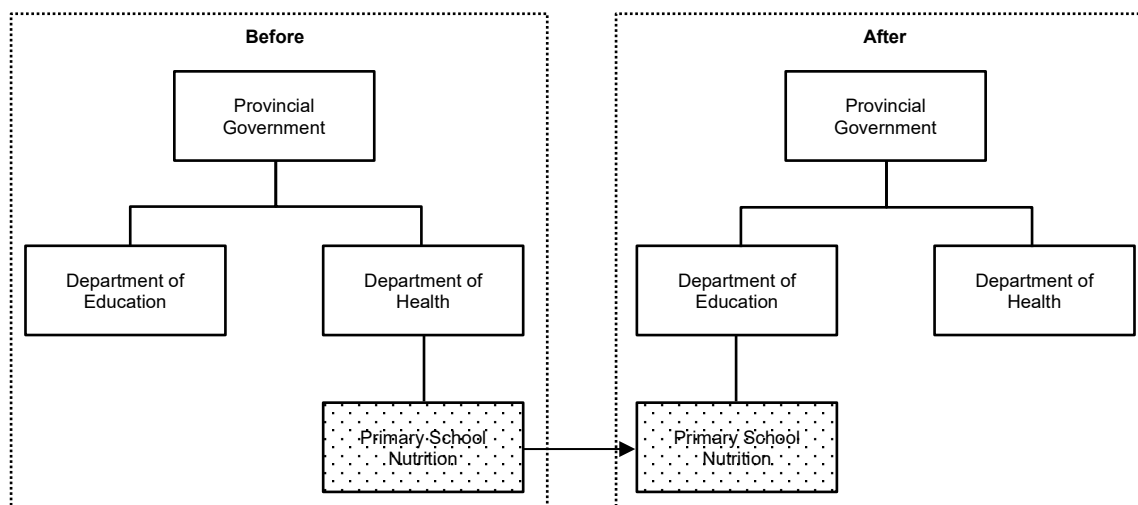 Before
Provincial
Government
Department of
Education
Department of
Health
Primary School
Nutrition
After
Provincial
Government
Department of
Education
Department of
Health
Primary School
Nutrition